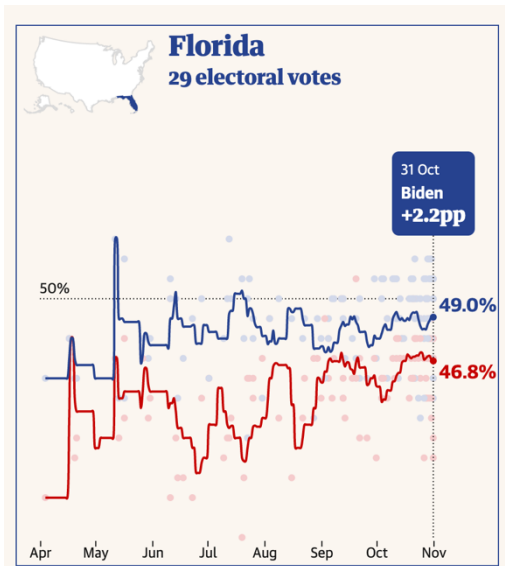 Florida
29 electoral votes
31 Oct
Biden
+2.2pp
50%
49.0%
46.8%
Apr May Jun Jul Aug Sep Oct Nov